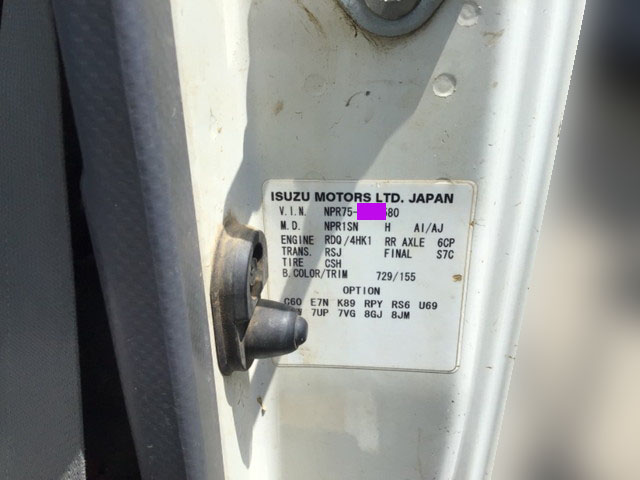 ISUZU MOTORS LTD. JAPAN
V.I.N. NPR75- 680
M.D. NPR1SN H AI/AJ
ENGINE RDQ/4HK1 RR AXLE 6CP
TRANS. RSJ FINAL S7C
TIRE CSH
B.COLOR/TRIM 729/155
OPTION
C60 E7N K89 RPY RS6 U69
7UP 7VG 8GJ 8JM